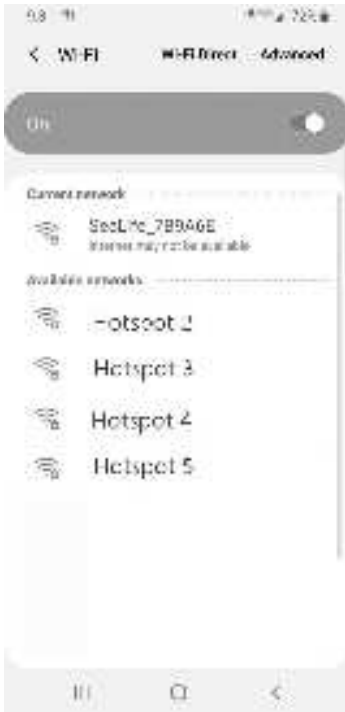 Wi-Fi
Wi-Fi Direct
Advanced
On
Current network
SeeLife_7B9A6E
Internet may not be available
Available networks
Hotspot 2
Hotspot 3
Hotspot 4
Hotspot 5